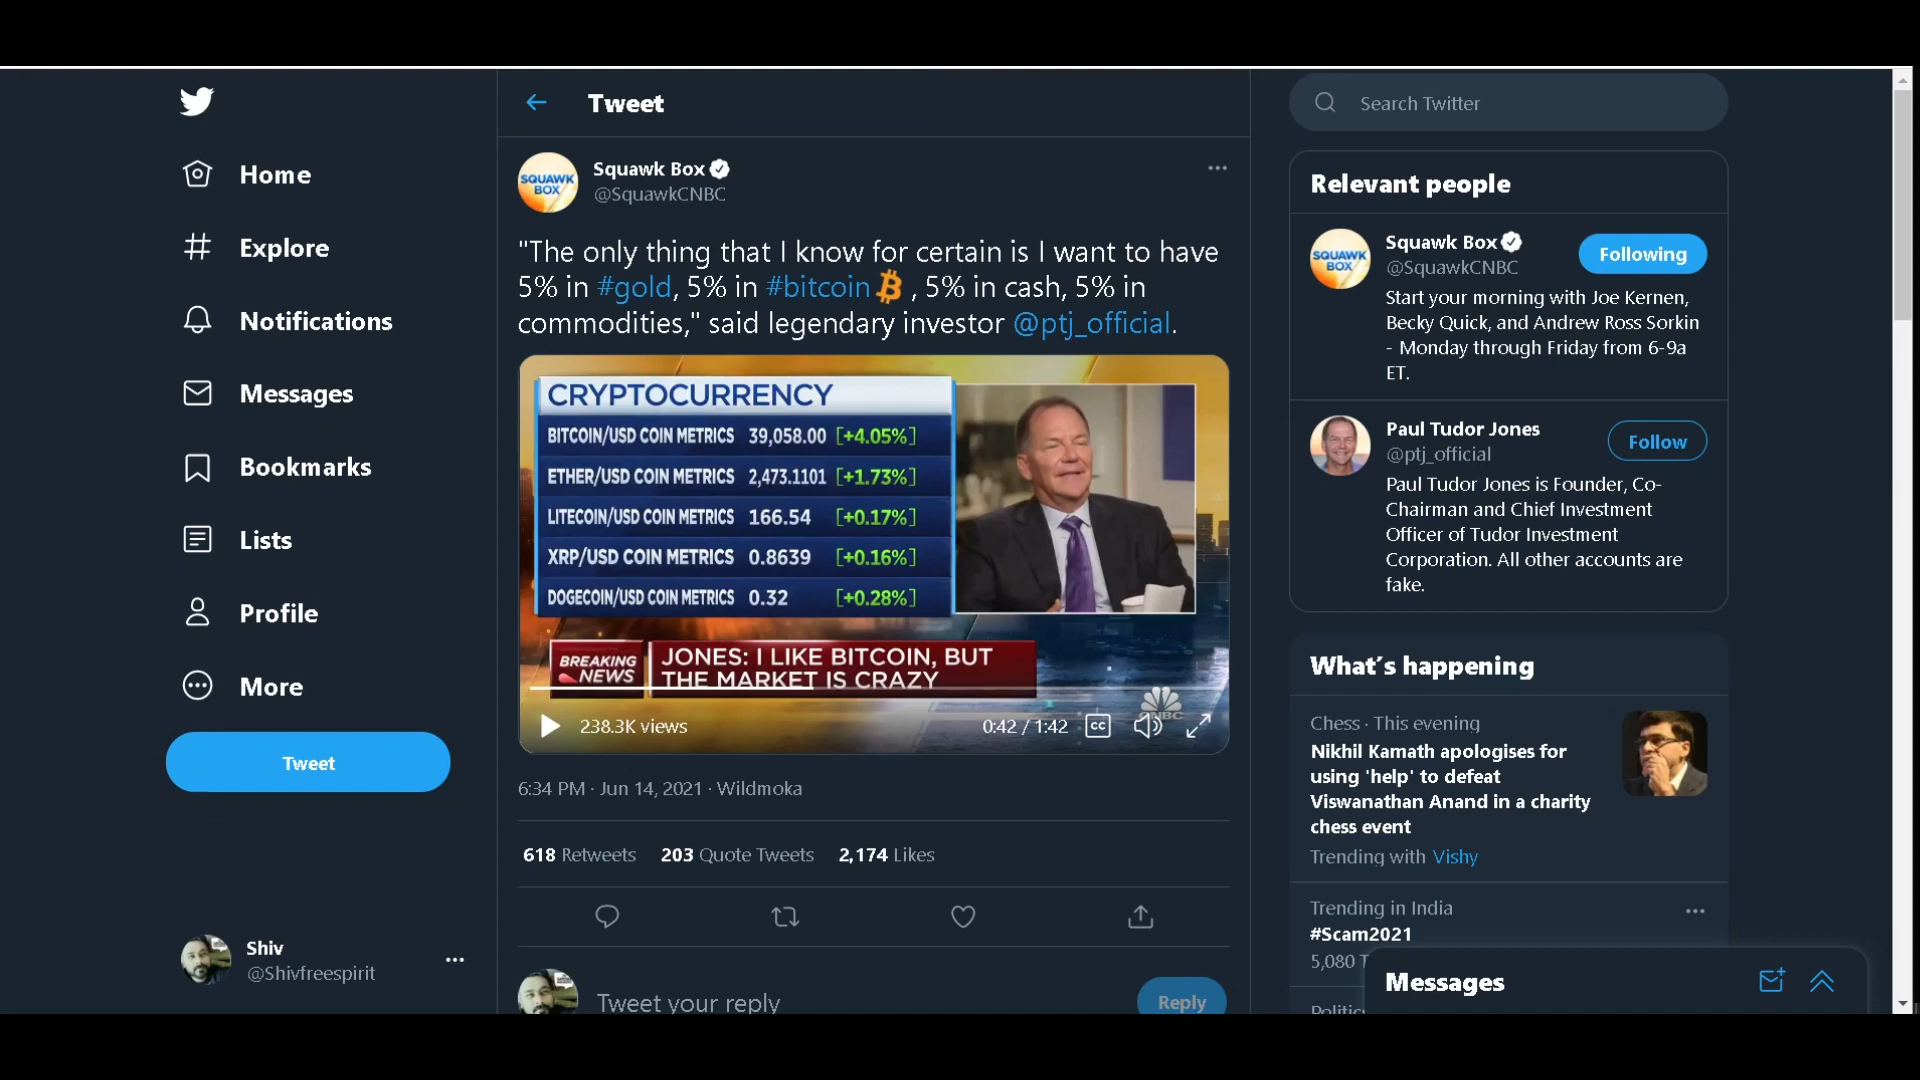 Home
Explore
Notifications
Messages
Bookmarks
Lists
Profile
More
Tweet
Shiv
@Shivfreespirit
Tweet
SQUAWK
BOX
Squawk Box
@SquawkCNBC
"The only thing that I know for certain is I want to have
5% in #gold, 5% in #bitcoin , 5% in cash, 5% in
commodities," said legendary investor @ptj_official.
CRYPTOCURRENCY
BITCOIN/USD COIN METRICS 39,058.00 [+4.05%]
ETHER/USD COIN METRICS 2,473.1101 [+1.73%]
LITECOIN/USD COIN METRICS 166.54 [+0.17%]
XRP/USD COIN METRICS 0.8639 [+0.16%]
DOGECOIN/USD COIN METRICS 0.32 [+0.28%]
BREAKING
NEWS
JONES: I LIKE BITCOIN, BUT
THE MARKET IS CRAZY
CNBC
238.3K views
0:42 / 1:42
CC
6:34 PM · Jun 14, 2021 · Wildmoka
618 Retweets 203 Quote Tweets 2,174 Likes
Tweet your reply
Reply
Search Twitter
Relevant people
SQUAWK
BOX
Squawk Box
@SquawkCNBC
Following
Start your morning with Joe Kernen,
Becky Quick, and Andrew Ross Sorkin
- Monday through Friday from 6-9a
ET.
Paul Tudor Jones
@ptj_official
Follow
Paul Tudor Jones is Founder, Co-
Chairman and Chief Investment
Officer of Tudor Investment
Corporation. All other accounts are
fake.
What's happening
Chess · This evening
Nikhil Kamath apologises for
using 'help' to defeat
Viswanathan Anand in a charity
chess event
Trending with Vishy
Trending in India
#Scam2021
5,080
Messages